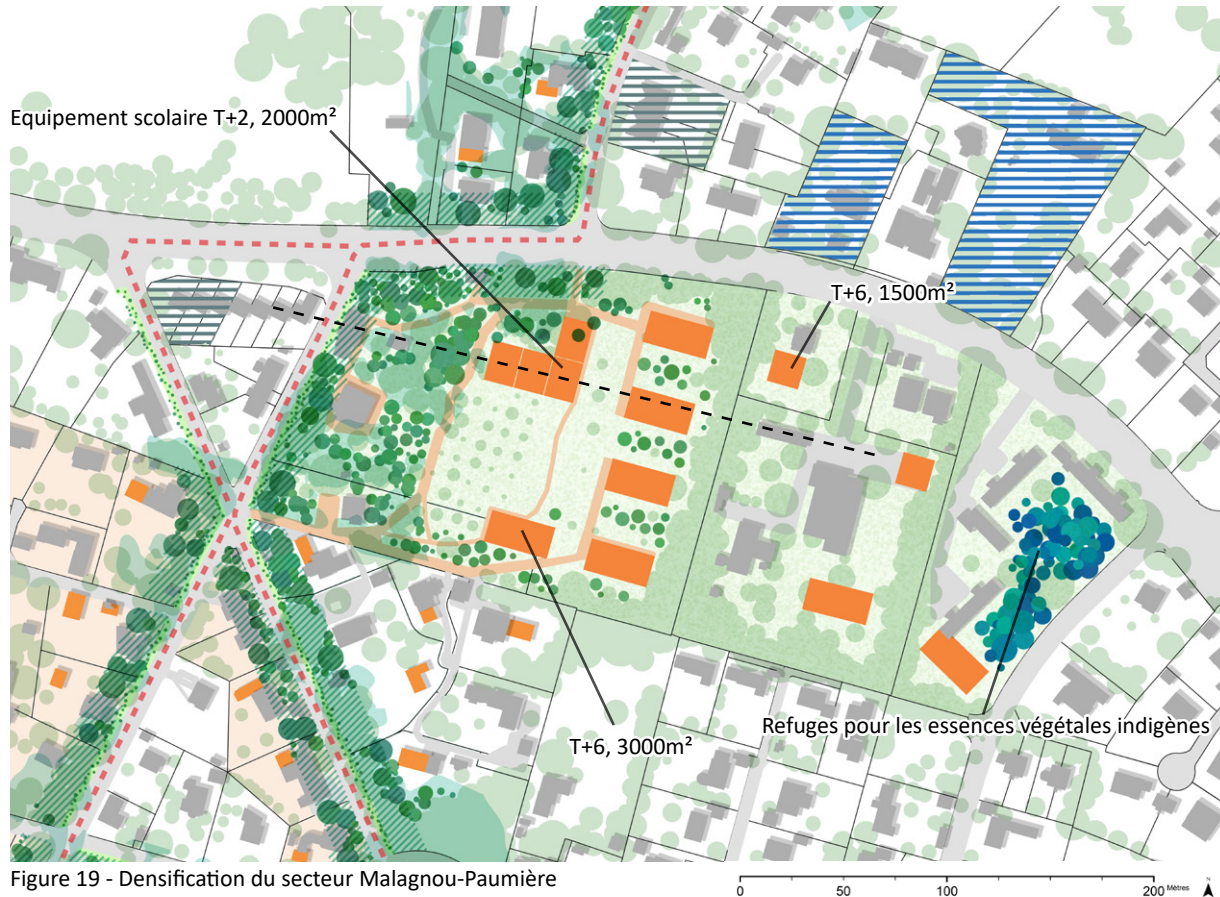 Equipement scolaire T+2, 2000m²
T+6, 1500m²
T+6, 3000m²
Refuges pour les essences végétales indigènes
Figure 19 - Densification du secteur Malagnou-Paumière
0 50 100 200 Mètres N